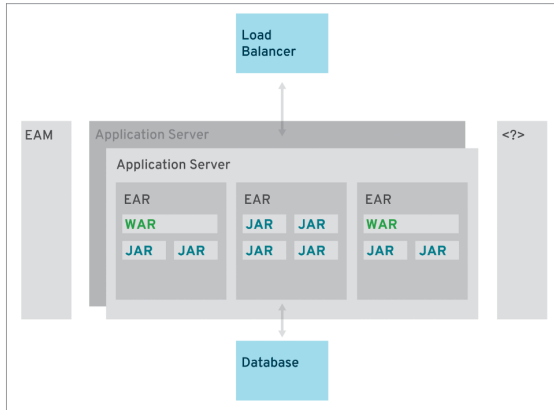 Load
Balancer
EAM
Application Server
<?>
Application Server
EAR
EAR
EAR
WAR
JAR JAR
WAR
JAR JAR
JAR JAR
JAR JAR
Database